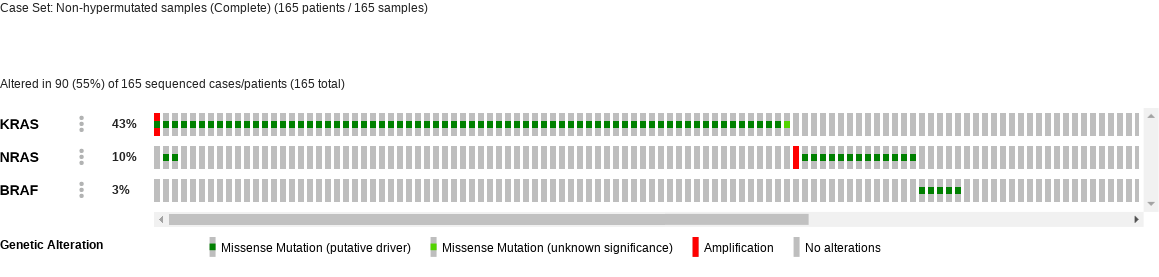 Case Set: Non-hypermutated samples (Complete) (165 patients / 165 samples)
Altered in 90 (55%) of 165 sequenced cases/patients (165 total)
KRAS 43%
NRAS 10%
BRAF 3%
Genetic Alteration Missense Mutation (putative driver) Missense Mutation (unknown significance) Amplification No alterations